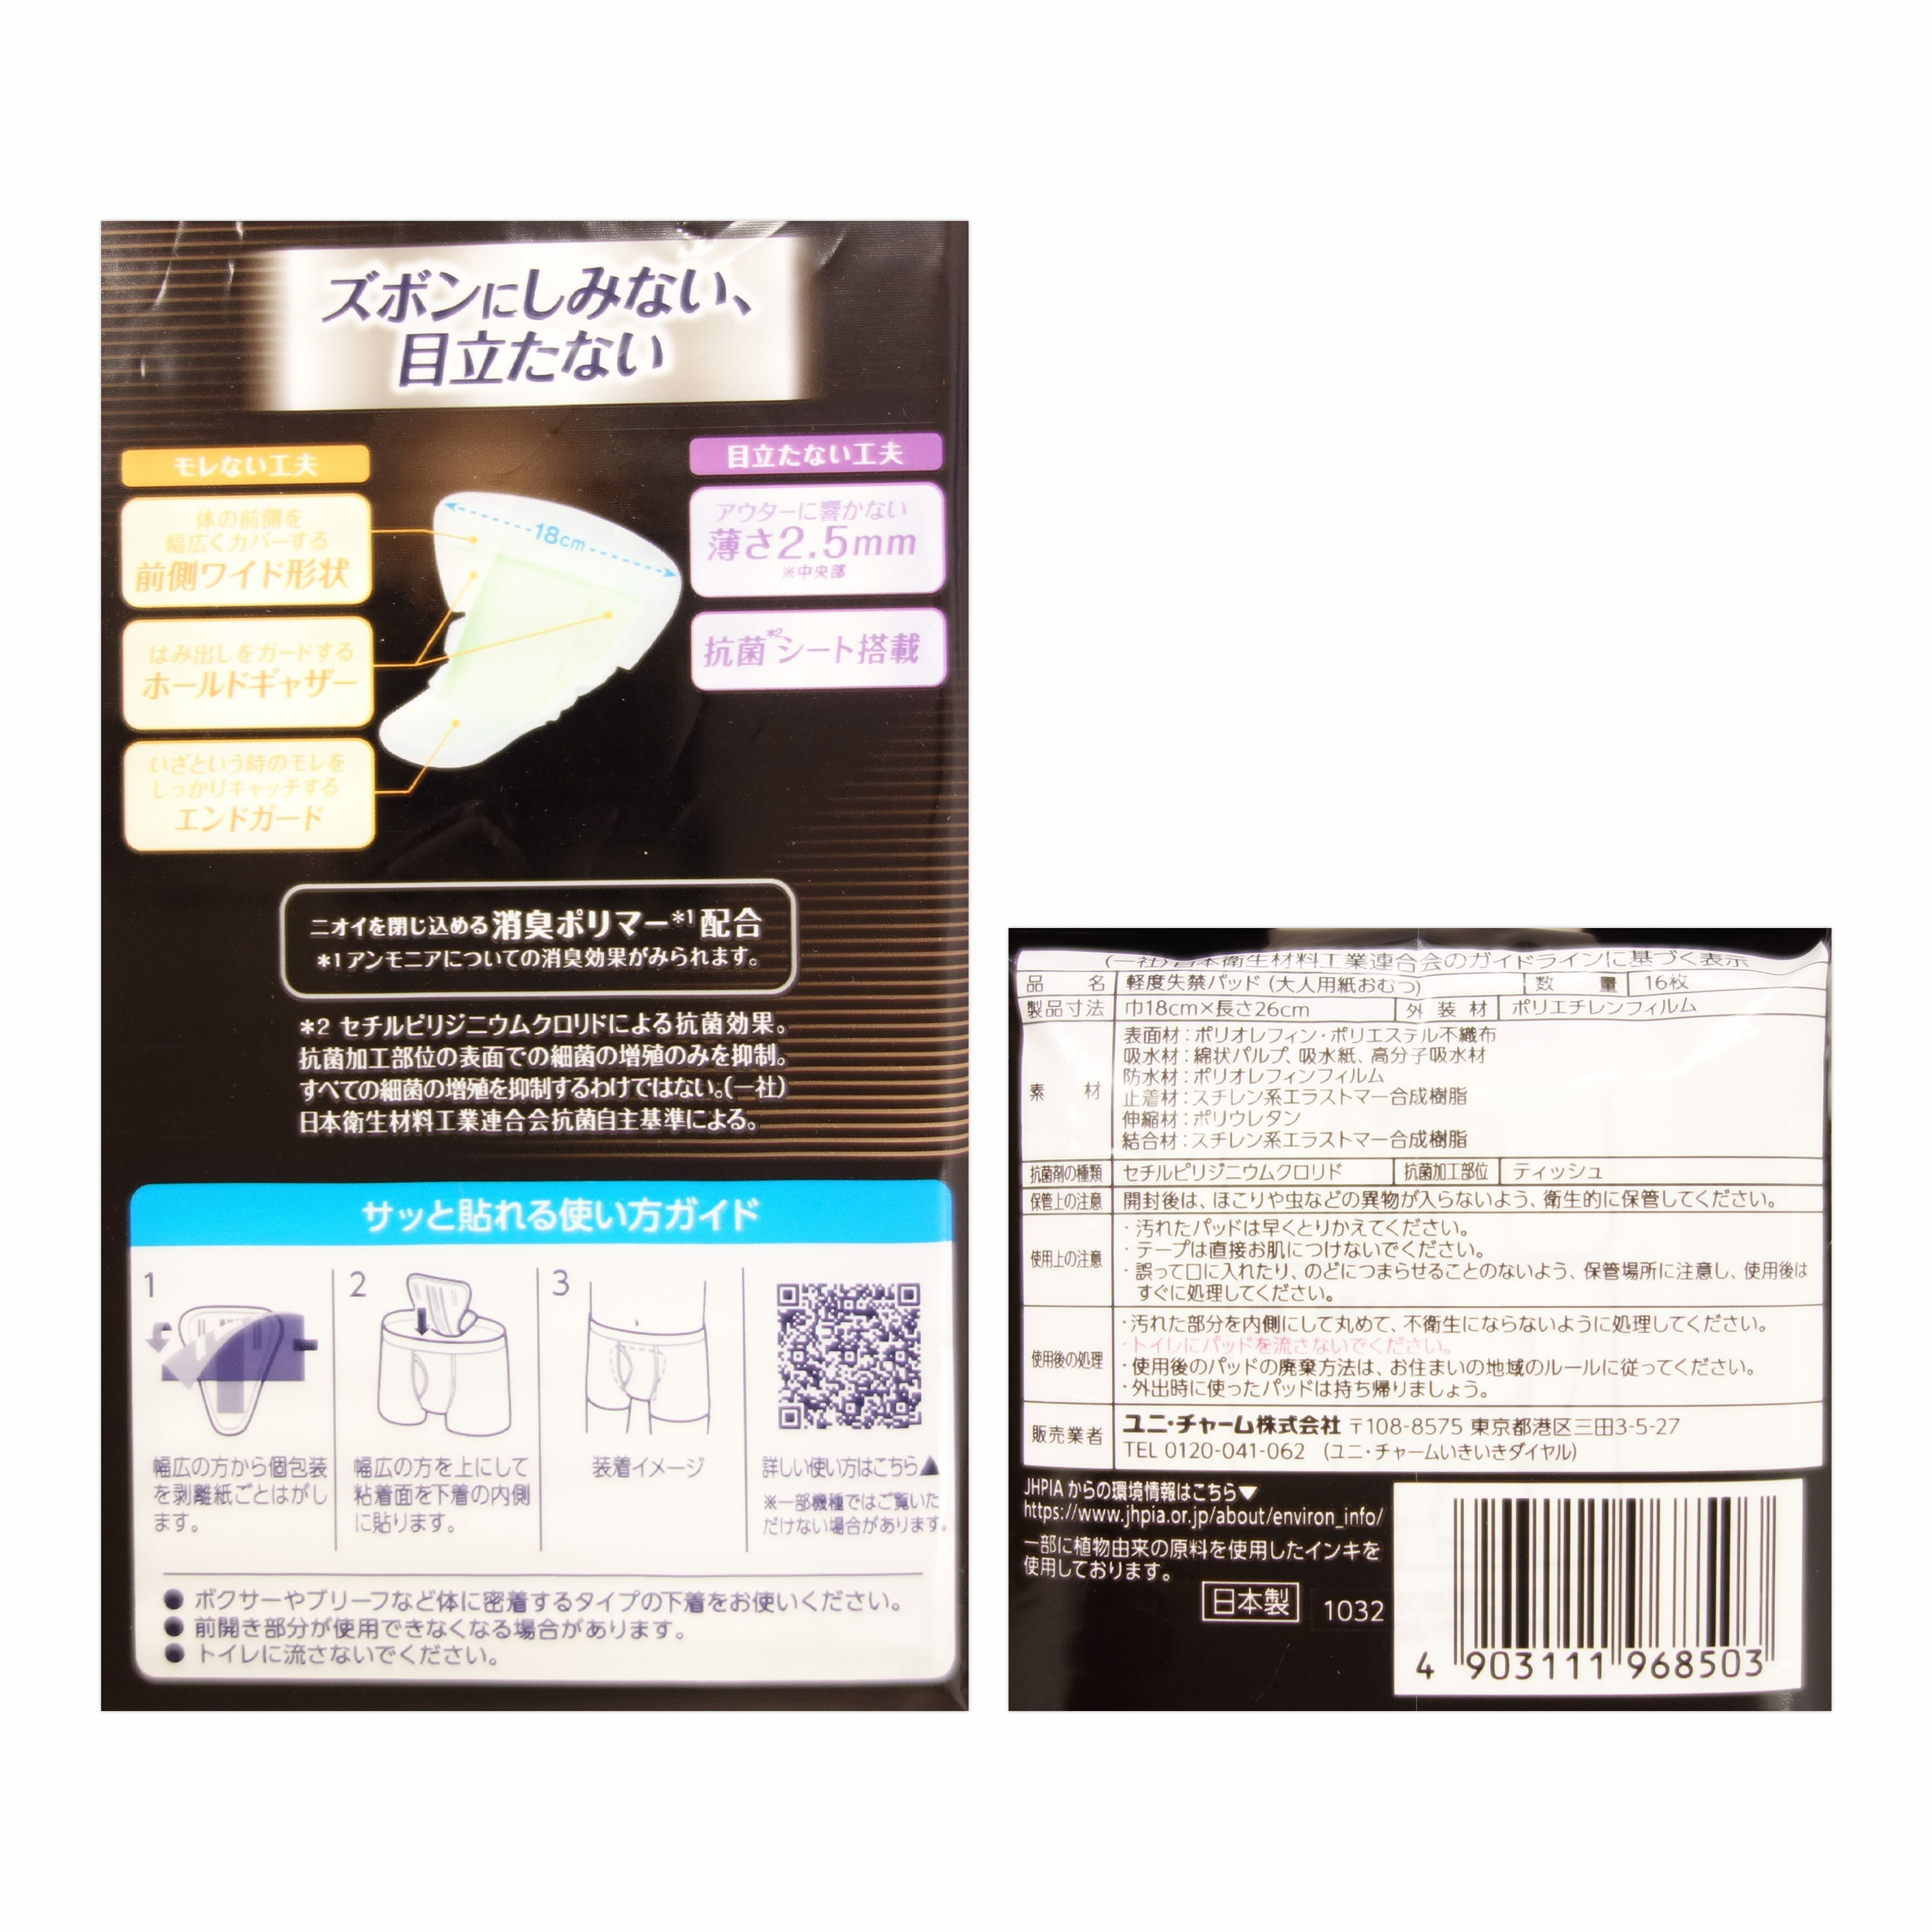 ズボンにしみない、
目立たない
モレない工夫
体の前側を
幅広くカバーする
前側ワイド形状
はみ出しをガードする
ホールドギャザー
いざという時のモレを
しっかりキャッチする
エンドガード
18cm
目立たない工夫
アウターに響かない
薄さ2.5mm
※中央部
抗菌*2シート搭載
ニオイを閉じ込める消臭ポリマー*1配合
*1アンモニアについての消臭効果がみられます。
*2 セチルピリジニウムクロリドによる抗菌効果。
抗菌加工部位の表面での細菌の増殖のみを抑制。
すべての細菌の増殖を抑制するわけではない。(一社)
日本衛生材料工業連合会抗菌自主基準による。
サッと貼れる使い方ガイド
1
幅広の方から個包装
を剥離紙ごとはがし
ます。
2
幅広の方を上にして
粘着面を下着の内側
に貼ります。
3
装着イメージ
詳しい使い方はこちら▲
※一部機種ではご覧いた
だけない場合があります。
● ボクサーやブリーフなど体に密着するタイプの下着をお使いください。
● 前開き部分が使用できなくなる場合があります。
● トイレに流さないでください。
(一社)日本衛生材料工業連合会のガイドラインに基づく表示
品名 軽度失禁パッド(大人用紙おむつ) 数量 16枚
製品寸法 巾18cm×長さ26cm 外装材 ポリエチレンフィルム
素材
表面材:ポリオレフィン・ポリエステル不織布
吸水材:綿状パルプ、吸水紙、高分子吸水材
防水材:ポリオレフィンフィルム
止着材:スチレン系エラストマー合成樹脂
伸縮材:ポリウレタン
結合材:スチレン系エラストマー合成樹脂
抗菌剤の種類 セチルピリジニウムクロリド 抗菌加工部位 ティッシュ
保管上の注意 開封後は、ほこりや虫などの異物が入らないよう、衛生的に保管してください。
使用上の注意
・汚れたパッドは早くとりかえてください。
・テープは直接お肌につけないでください。
・誤って口に入れたり、のどにつまらせることのないよう、保管場所に注意し、使用後は
すぐに処理してください。
使用後の処理
・汚れた部分を内側にして丸めて、不衛生にならないように処理してください。
・トイレにパッドを流さないでください。
・使用後のパッドの廃棄方法は、お住まいの地域のルールに従ってください。
・外出時に使ったパッドは持ち帰りましょう。
販売業者 ユニ・チャーム株式会社 〒108-8575 東京都港区三田3-5-27
TEL 0120-041-062 (ユニ・チャームいきいきダイヤル)
JHPIAからの環境情報はこちら▼
https://www.jhpia.or.jp/about/environ_info/
一部に植物由来の原料を使用したインキを
使用しております。
日本製 1032
4 903111 968503